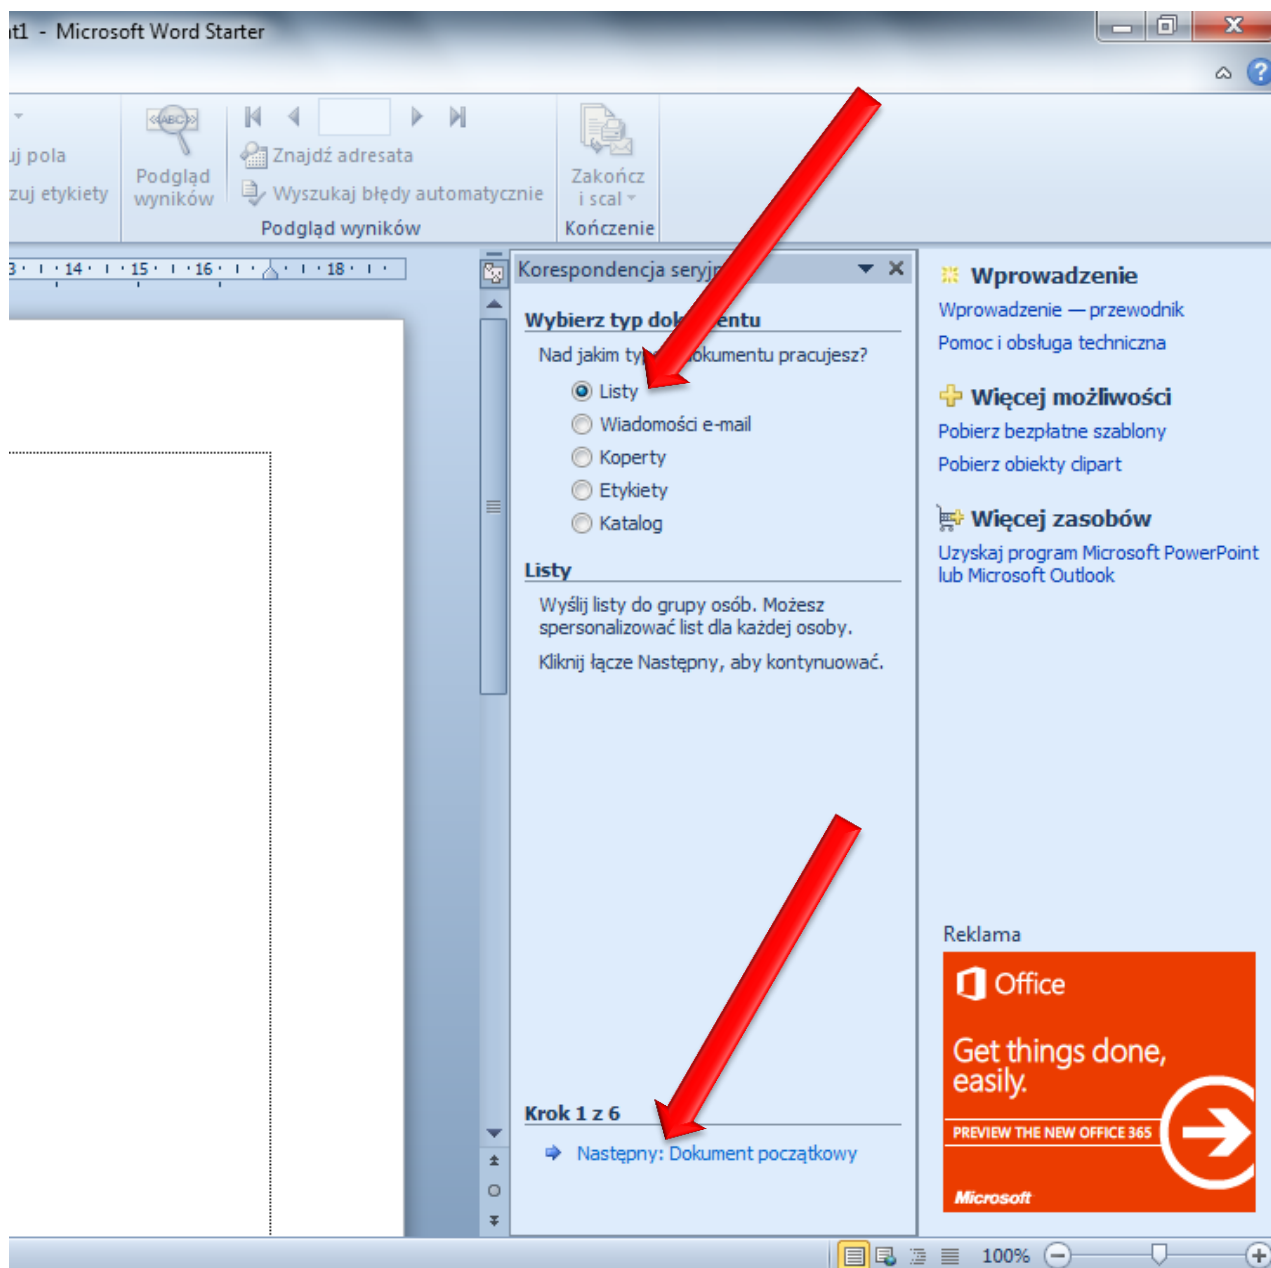 nt1 - Microsoft Word Starter
uj pola
zuj etykiety
«ABC»
Podgląd
wyników
Znajdź adresata
Wyszukaj błędy automatycznie
Podgląd wyników
Zakończ
i scal
Kończenie
3 · 14 · 15 · 16 · 18
Korespondencja seryjn
Wybierz typ dok entu
Nad jakim ty okumentu pracujesz?
Listy
Wiadomości e-mail
Koperty
Etykiety
Katalog
Listy
Wyślij listy do grupy osób. Możesz
spersonalizować list dla każdej osoby.
Kliknij łącze Następny, aby kontynuować.
Krok 1 z 6
Następny: Dokument początkowy
Wprowadzenie
Wprowadzenie — przewodnik
Pomoc i obsługa techniczna
Więcej możliwości
Pobierz bezpłatne szablony
Pobierz obiekty clipart
Więcej zasobów
Uzyskaj program Microsoft PowerPoint
lub Microsoft Outlook
Reklama
Office
Get things done,
easily.
PREVIEW THE NEW OFFICE 365
Microsoft
100%